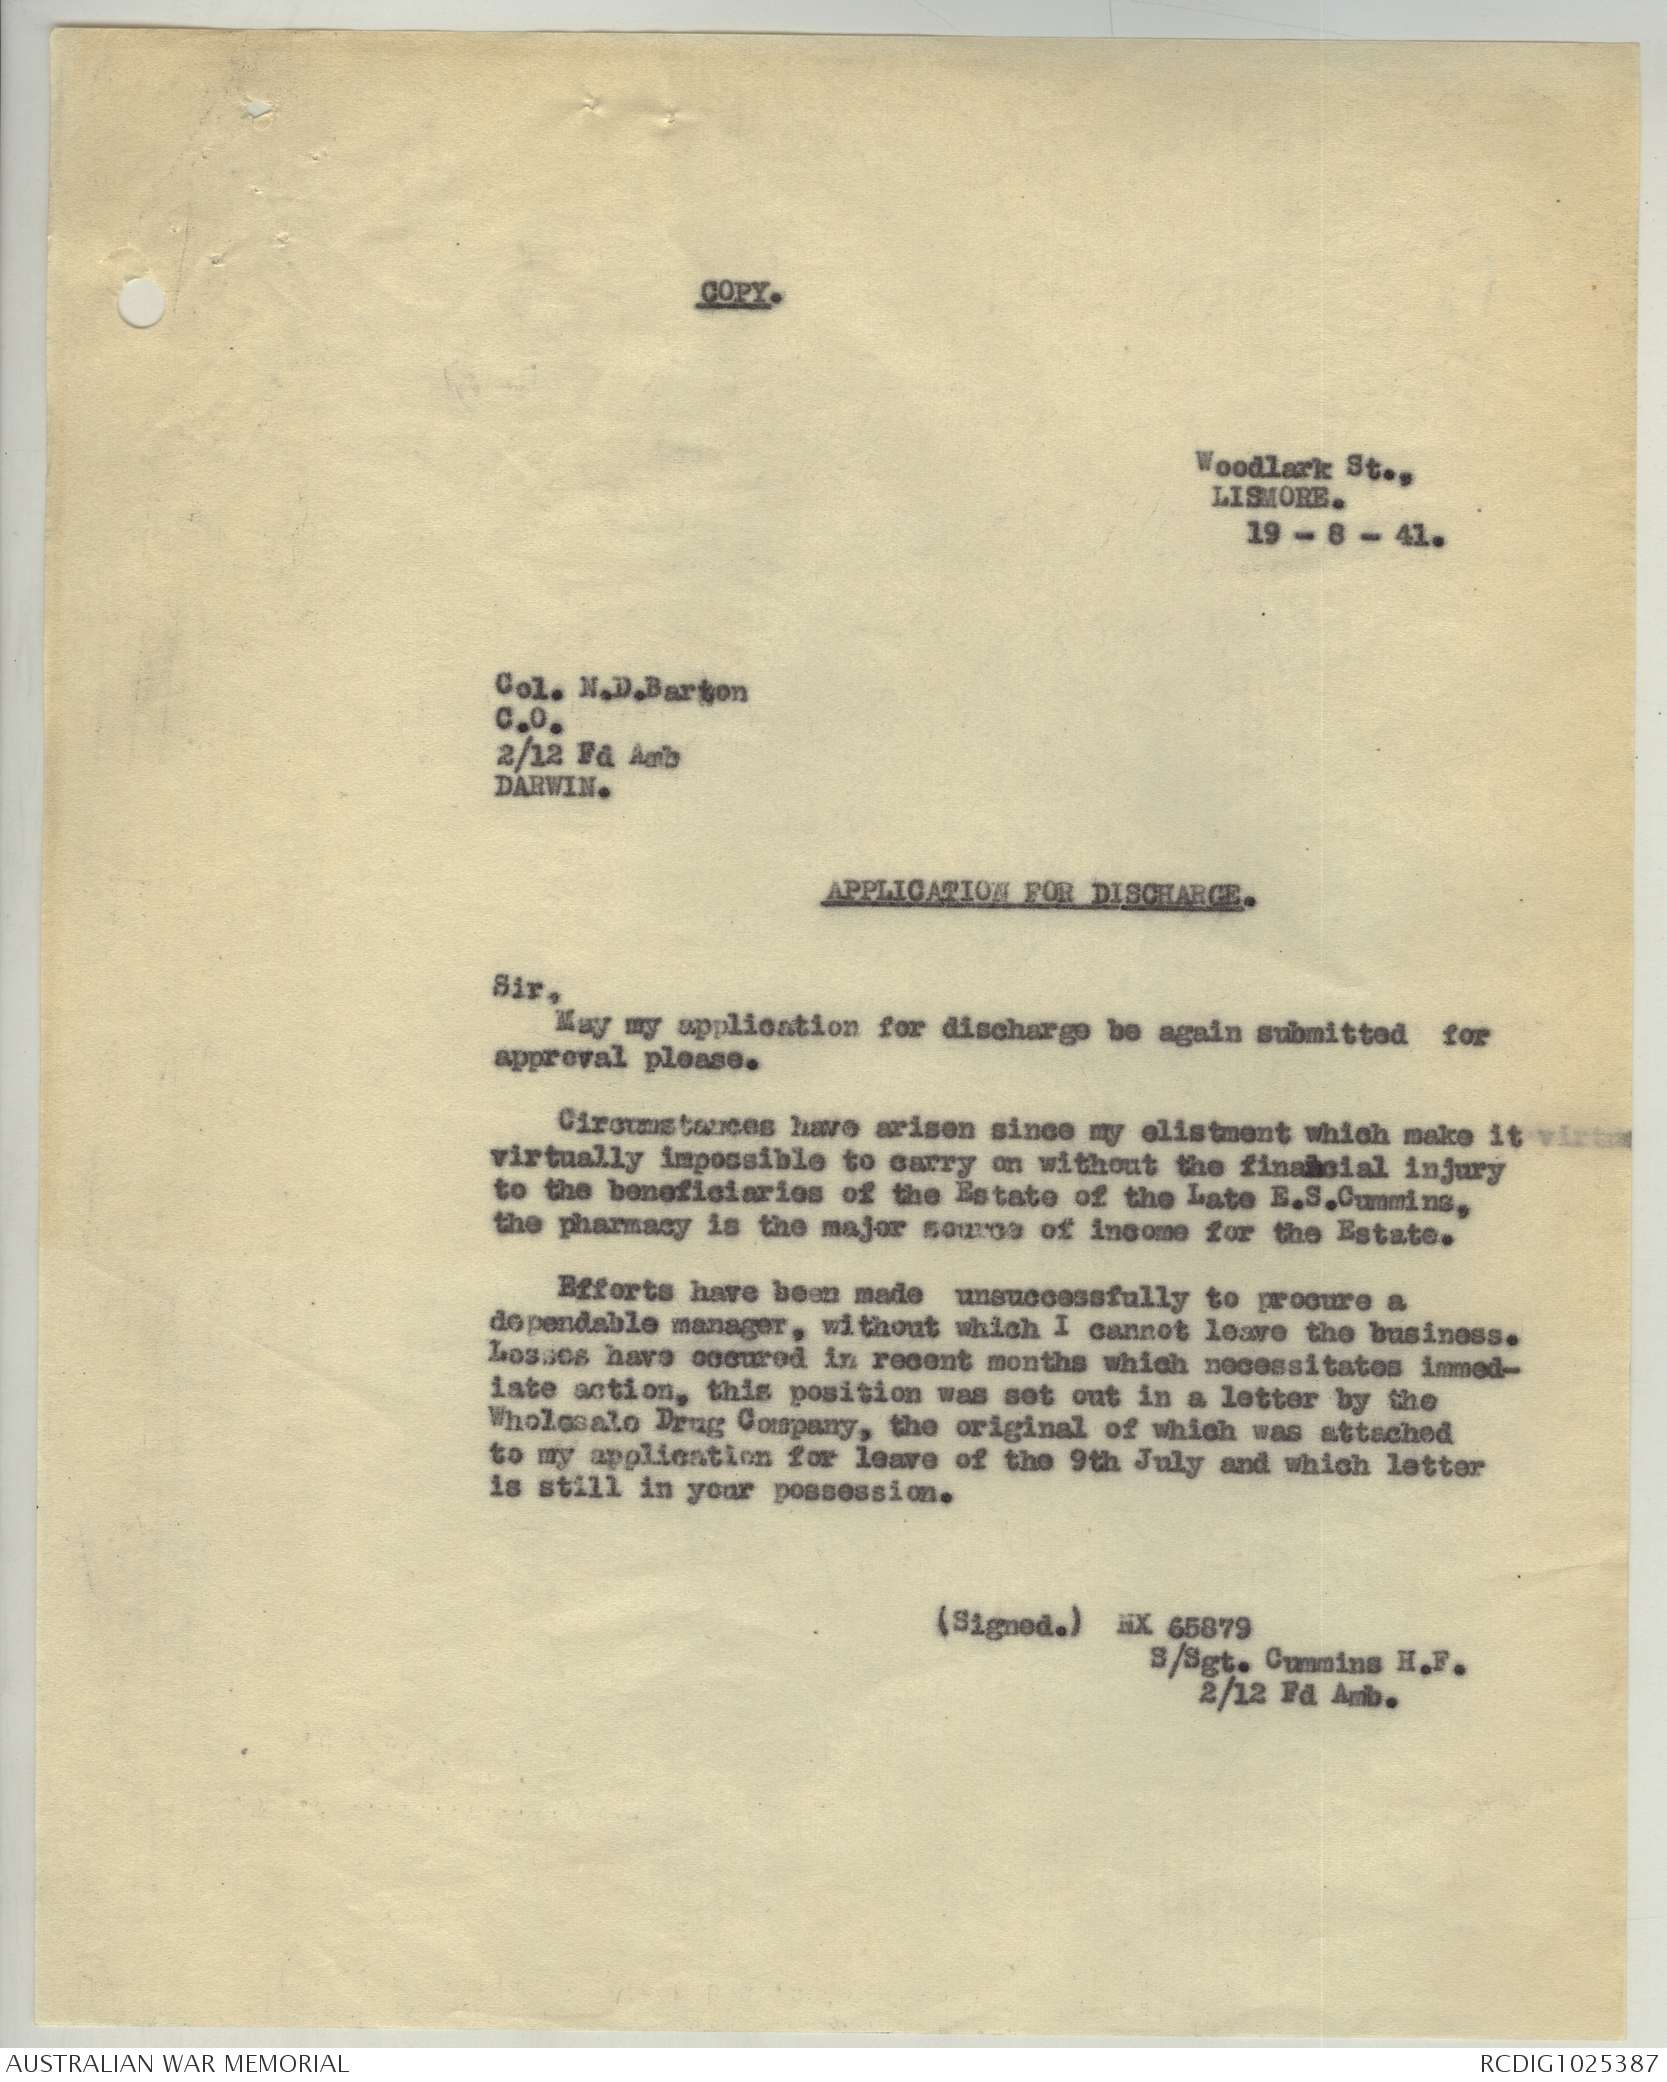 COPY.
Woodlark St.,
LISMORE.
19 - 8 - 41.
Col. N.D.Barton
C.O.
2/12 Fd Amb
DARWIN.
APPLICATION FOR DISCHARGE.
Sir,
May my application for discharge be again submitted for
approval please.
Circumstances have arisen since my elistment which make it
virtually impossible to carry on without the financial injury
to the beneficiaries of the Estate of the Late E.S.Cummins,
the pharmacy is the major source of income for the Estate.
Efforts have been made unsuccessfully to procure a
dependable manager, without which I cannot leave the business.
Losses have occured in recent months which necessitates immed-
iate action, this position was set out in a letter by the
Wholesale Drug Company, the original of which was attached
to my application for leave of the 9th July and which letter
is still in your possession.
(Signed.) NX 65879
S/Sgt. Cummins H.F.
2/12 Fd Amb.
AUSTRALIAN WAR MEMORIAL
RCDIG1025387